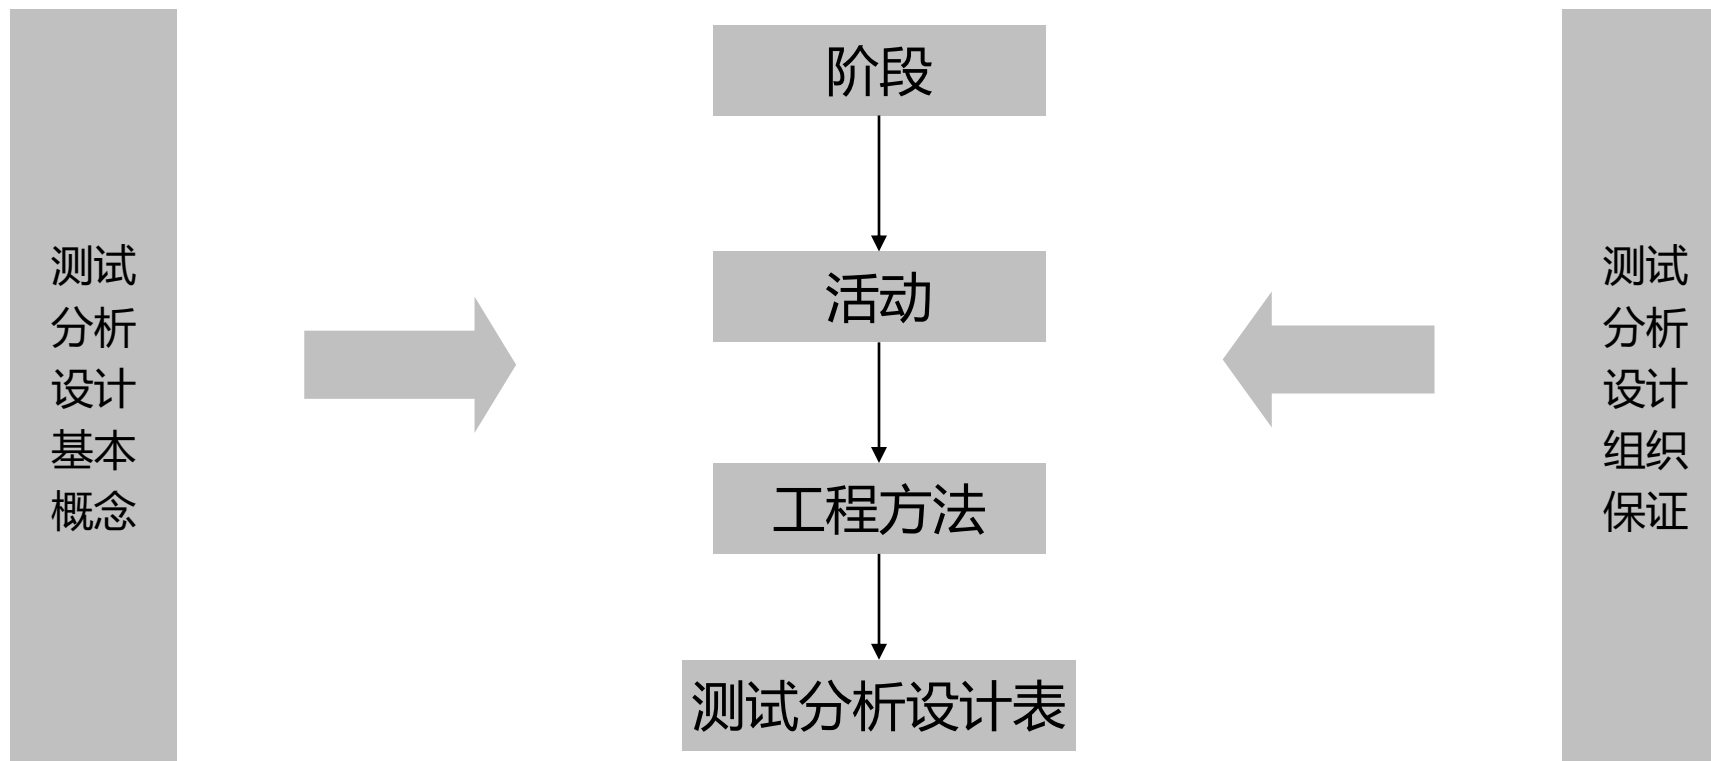 测试
分析
设计
基本
概念
阶段
活动
工程方法
测试分析设计表
测试
分析
设计
组织
保证